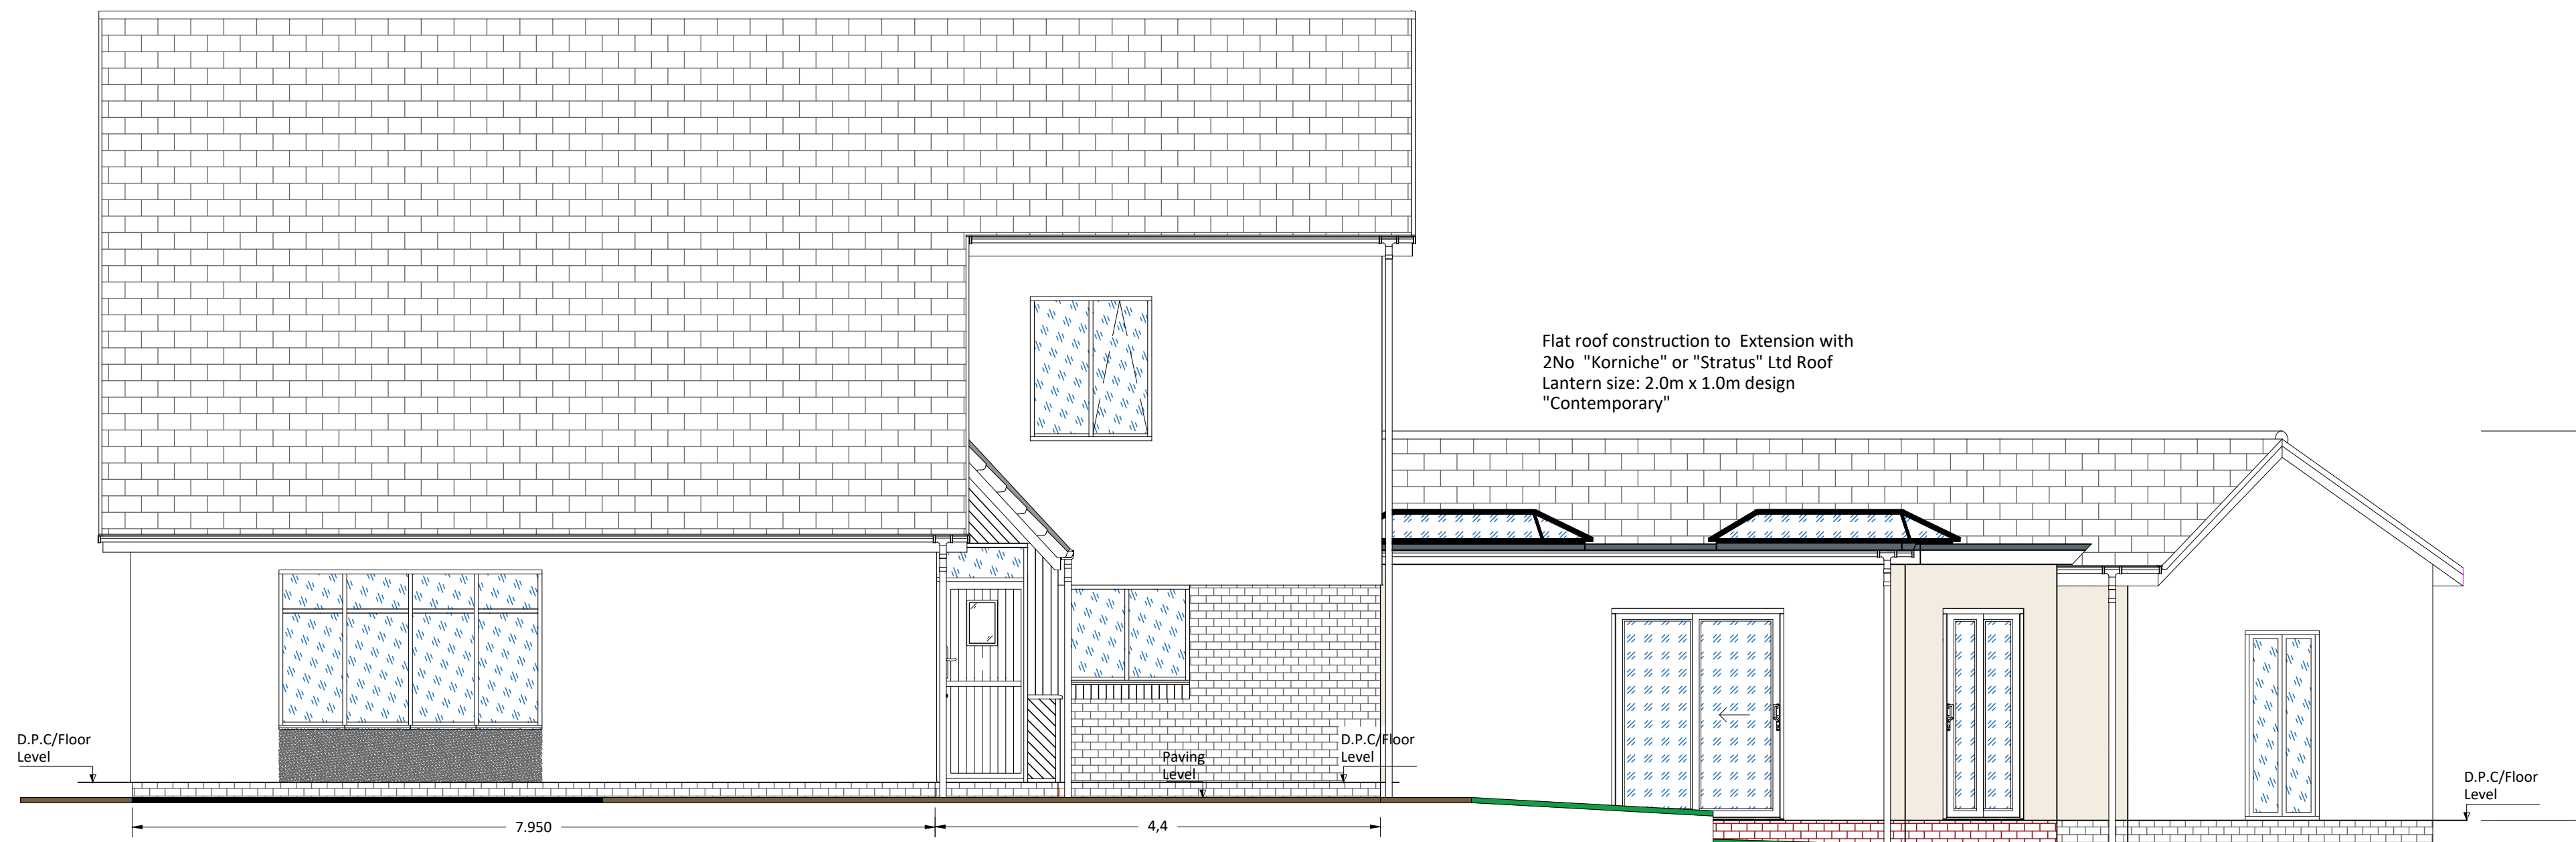 Flat roof construction to  Extension with
2No  "Korniche" or "Stratus" Ltd Roof
Lantern size: 2.0m x 1.0m design
"Contemporary"
D.P.C/Floor
Level
Paving
Level
D.P.C/Floor
Level
D.P.C/Floor
Level
7.950
4,4